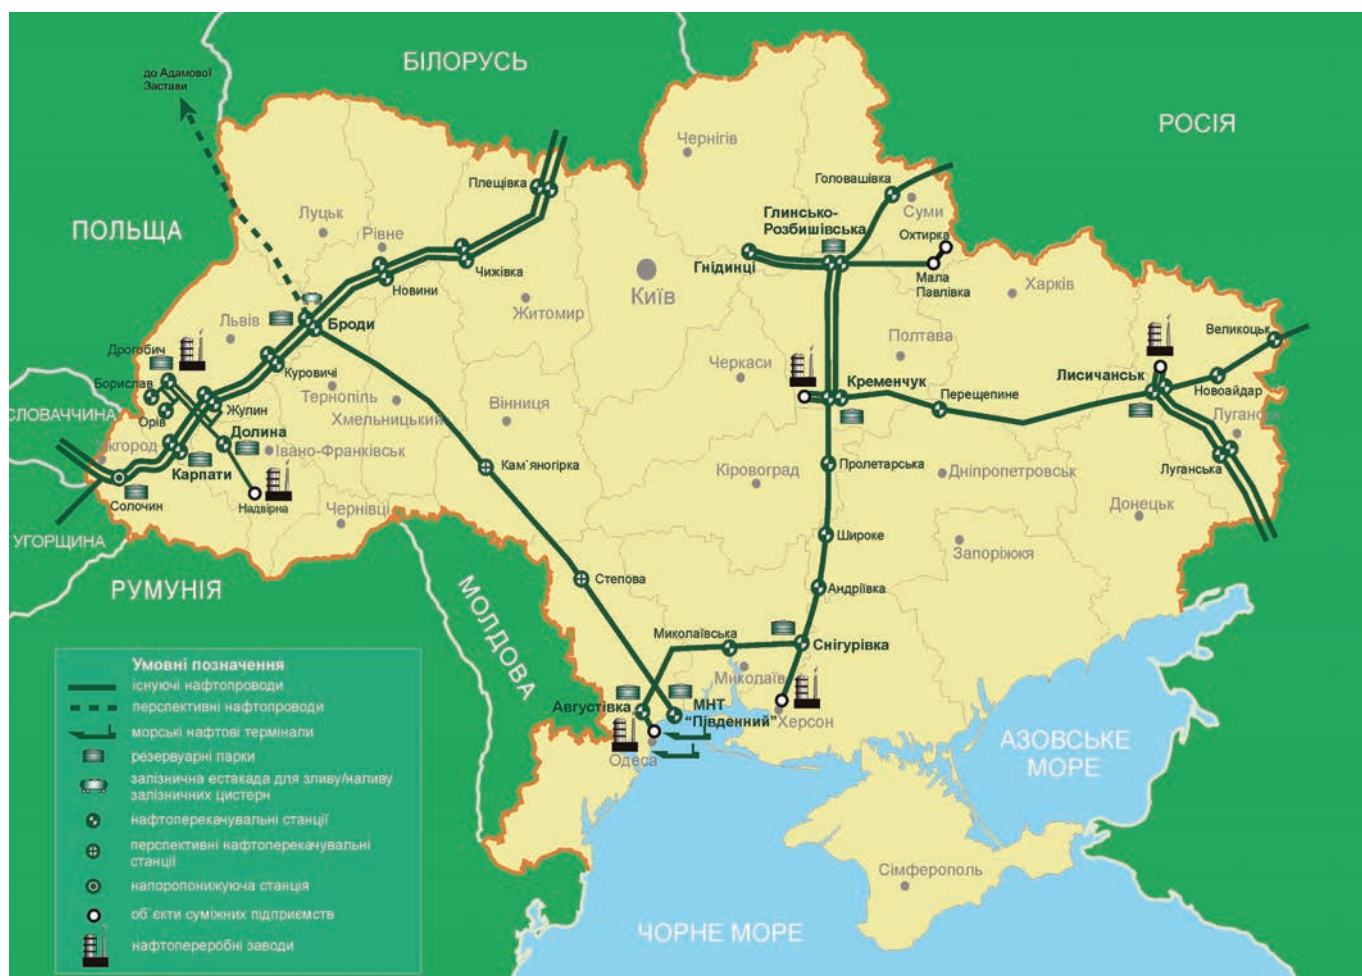 БІЛОРУСЬ
до Адамової
Застави
РОСІЯ
Чернігів
Плещівка
Головашівка
ПОЛЬЩА
Луцьк
Рівне
Глинсько-
Розбишівська
Суми
Охтирка
Гнідинці
Чижівка
Новини
Мала
Павлівка
Харків
Київ
Житомир
Львів
Броди
Великоцьк
Дрогобич
Полтава
Черкаси
Куровичі
Лисичанськ
Борислав
Тернопіль
Кременчук
Перещепине
Новоайдар
СЛОВАЧЧИНА
Орів
Жулин
Хмельницький
Вінниця
Луганськ
Долина
Ужгород
Івано-Франківськ
Карпати
Кам`яногірка
Кіровоград
Пролетарська
Дніпропетровськ
Луганська
Солочин
Надвірна
Чернівці
Донецьк
УГОРЩИНА
Широке
Запоріжжя
РУМУНІЯ
МОЛДОВА
Степова
Андріївка
Миколаївська
Снігурівка
Миколаїв
Августівка
МНТ
"Південний"
Херсон
Одеса
АЗОВСЬКЕ
МОРЕ
Сімферополь
ЧОРНЕ МОРЕ
Умовні позначення
існуючі нафтопроводи
перспективні нафтопроводи
морські нафтові термінали
резервуарні парки
залізнична естакада для зливу/наливу
залізничних цистерн
нафтоперекачувальні станції
перспективні нафтоперекачувальні
станції
напоропонижуюча станція
об`єкти суміжних підприємств
нафтопереробні заводи